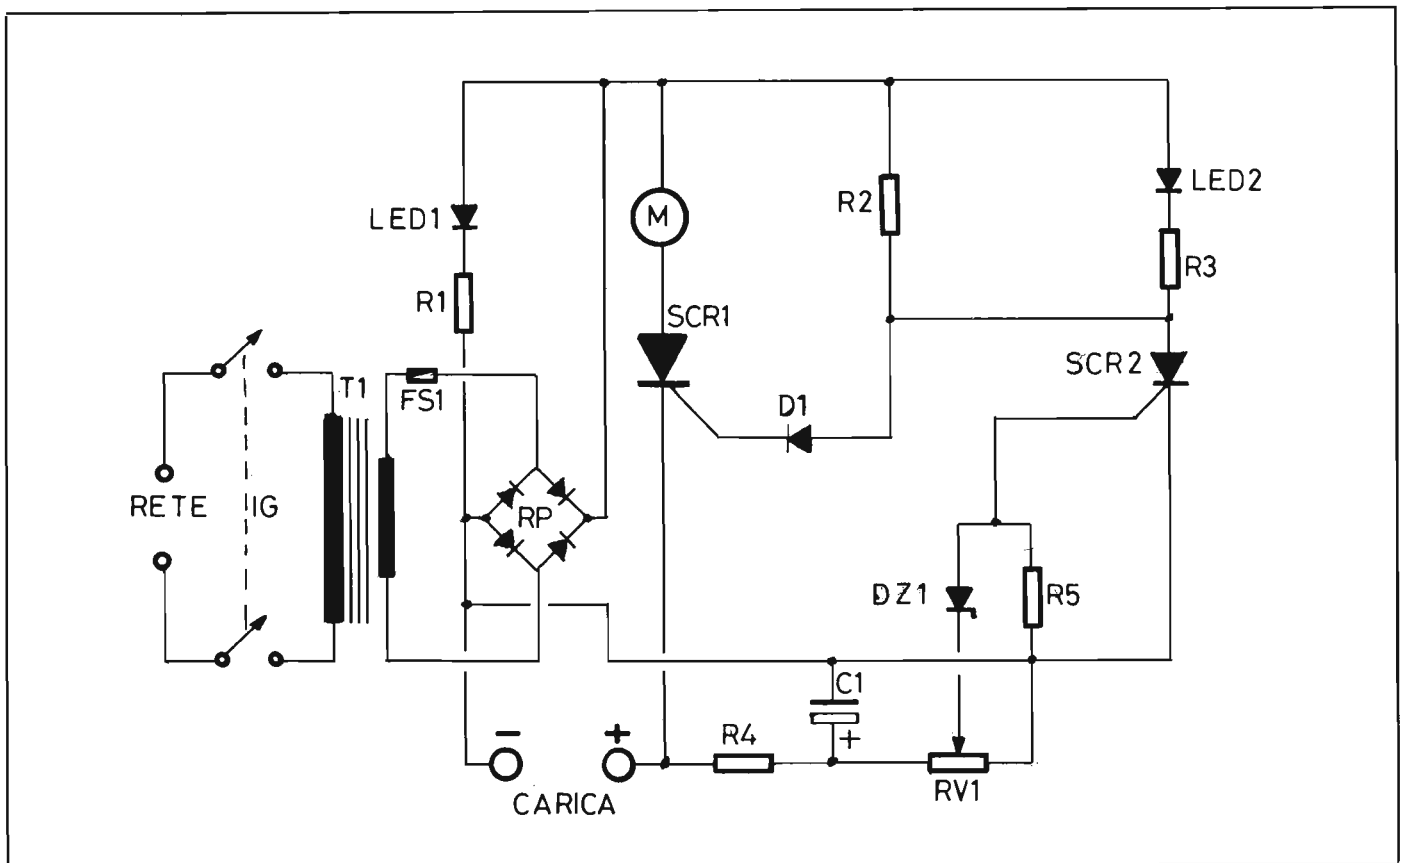 LED1
R1
M
SCR1
R2
LED2
R3
SCR2
D1
T1
FS1
RETE
IG
RP
DZ1
R5
C1
+
−
+
R4
RV1
CARICA